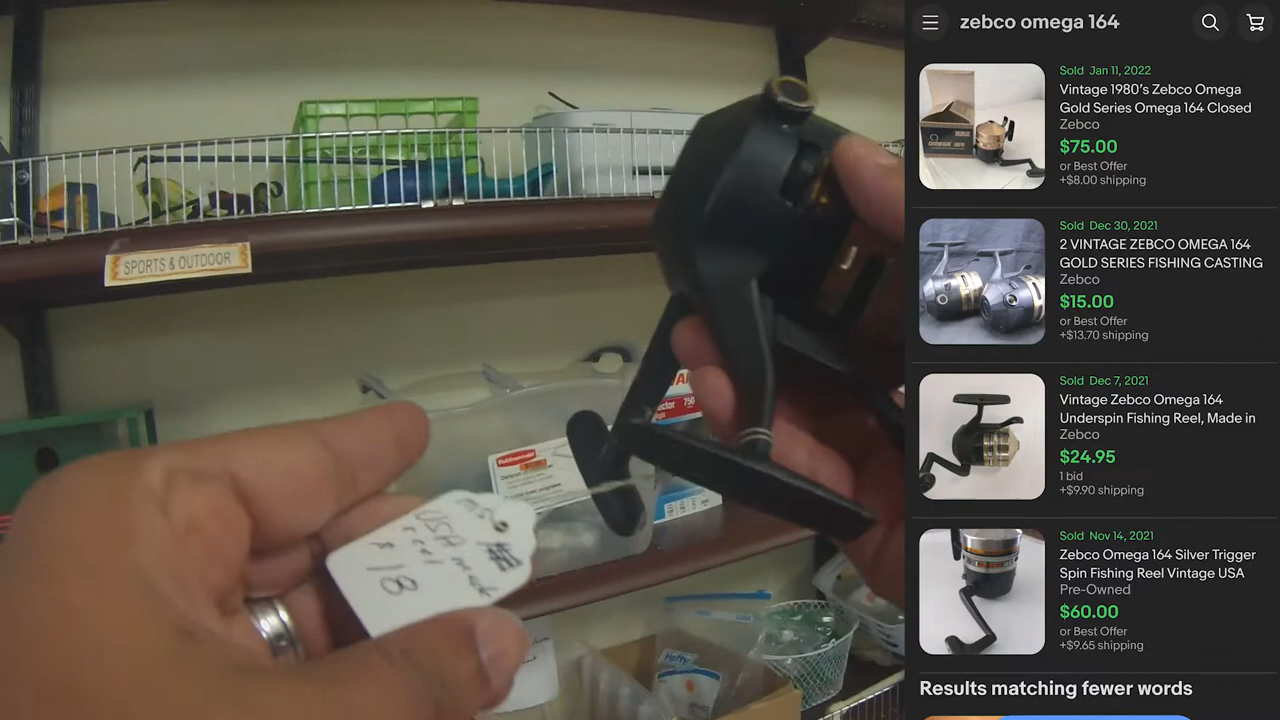 SPORTS & OUTDOOR
USA made
reel
$18
Rubbermaid
750
Hefty
zebco omega 164
Sold Jan 11, 2022
Vintage 1980's Zebco Omega
Gold Series Omega 164 Closed
Zebco
$75.00
or Best Offer
+$8.00 shipping
OMEGA 164
Sold Dec 30, 2021
2 VINTAGE ZEBCO OMEGA 164
GOLD SERIES FISHING CASTING
Zebco
$15.00
or Best Offer
+$13.70 shipping
Sold Dec 7, 2021
Vintage Zebco Omega 164
Underspin Fishing Reel, Made in
Zebco
$24.95
1 bid
+$9.90 shipping
Sold Nov 14, 2021
Zebco Omega 164 Silver Trigger
Spin Fishing Reel Vintage USA
Pre-Owned
$60.00
or Best Offer
+$9.65 shipping
Results matching fewer words